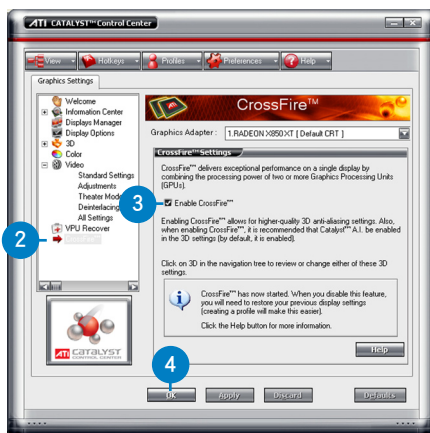 ATI CATALYST™ Control Center
View
Hotkeys
Profiles
Preferences
Help
Graphics Settings
Welcome
Information Center
Displays Manager
Display Options
3D
Color
Video
Standard Settings
Adjustments
Theater Mode
Deinterlacing
All Settings
VPU Recover
2
ATI CATALYST
CONTROL CENTER
CrossFire™
Graphics Adapter : 1.RADEON X850 XT [ Default CRT ]
CrossFire™ Settings
CrossFire™ delivers exceptional performance on a single display by
combining the processing power of two or more Graphics Processing Units
(GPUs).
3
Enable CrossFire™
Enabling CrossFire™ allows for higher-quality 3D anti-aliasing settings. Also,
when enabling CrossFire™, it is recommended that Catalyst™ A.I. be enabled
in the 3D settings (by default, it is enabled).
Click on 3D in the navigation tree to review or change either of these 3D
settings.
CrossFire™ has now started. When you disable this feature,
you will need to restore your previous display settings
(creating a profile will make this easier).
Click the Help button for more information.
Help
4
OK
Apply
Discard
Defaults